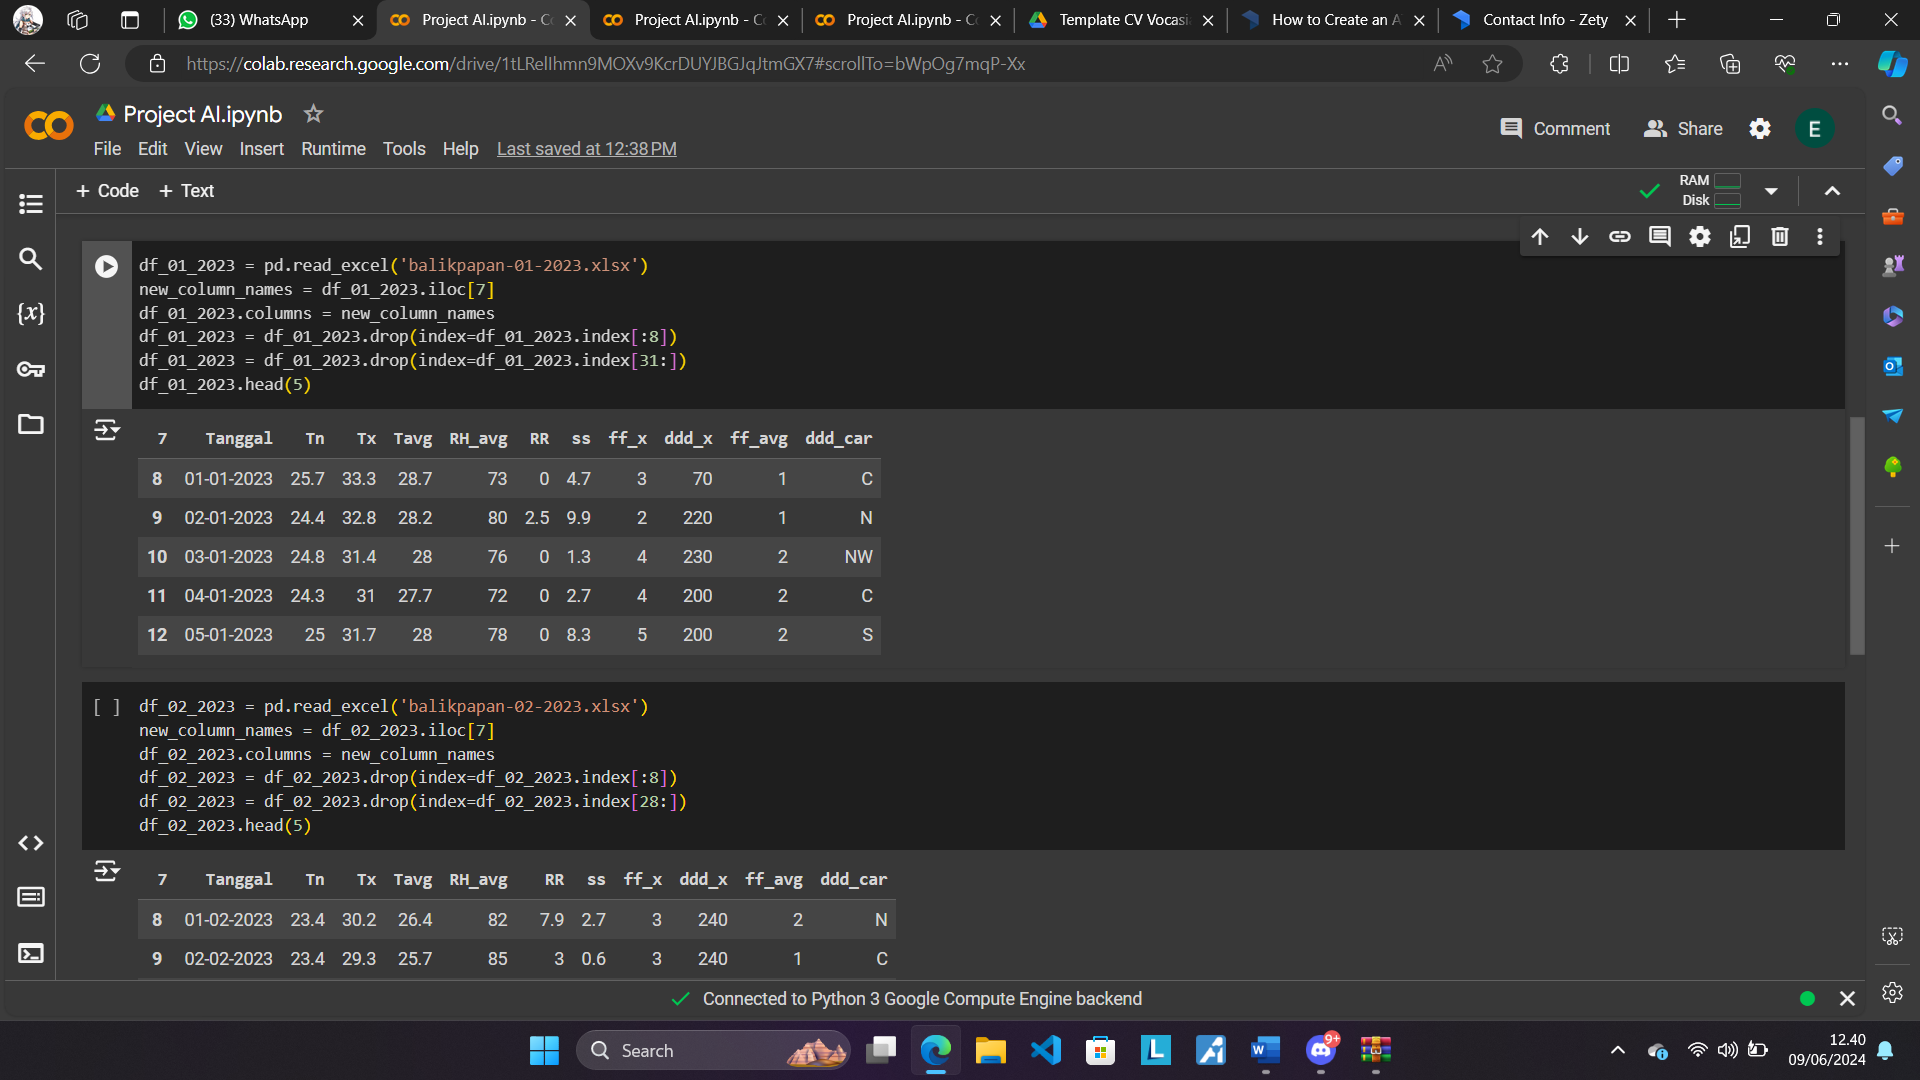 (33) WhatsApp
Project AI.ipynb - Co
Project AI.ipynb - Co
Project AI.ipynb - Co
Template CV Vocasi
How to Create an A
Contact Info - Zety
https://colab.research.google.com/drive/1tLRelIhmn9MOXv9KcrDUYJBGJqJtmGX7#scrollTo=bWpOg7mqP-Xx
Project AI.ipynb
Comment
Share
E
File Edit View Insert Runtime Tools Help Last saved at 12:38 PM
+ Code + Text
RAM
Disk
df_01_2023 = pd.read_excel('balikpapan-01-2023.xlsx')
new_column_names = df_01_2023.iloc[7]
df_01_2023.columns = new_column_names
df_01_2023 = df_01_2023.drop(index=df_01_2023.index[:8])
df_01_2023 = df_01_2023.drop(index=df_01_2023.index[31:])
df_01_2023.head(5)
7 Tanggal Tn Tx Tavg RH_avg RR ss ff_x ddd_x ff_avg ddd_car
8 01-01-2023 25.7 33.3 28.7 73 0 4.7 3 70 1 C
9 02-01-2023 24.4 32.8 28.2 80 2.5 9.9 2 220 1 N
10 03-01-2023 24.8 31.4 28 76 0 1.3 4 230 2 NW
11 04-01-2023 24.3 31 27.7 72 0 2.7 4 200 2 C
12 05-01-2023 25 31.7 28 78 0 8.3 5 200 2 S
[ ] df_02_2023 = pd.read_excel('balikpapan-02-2023.xlsx')
new_column_names = df_02_2023.iloc[7]
df_02_2023.columns = new_column_names
df_02_2023 = df_02_2023.drop(index=df_02_2023.index[:8])
df_02_2023 = df_02_2023.drop(index=df_02_2023.index[28:])
df_02_2023.head(5)
7 Tanggal Tn Tx Tavg RH_avg RR ss ff_x ddd_x ff_avg ddd_car
8 01-02-2023 23.4 30.2 26.4 82 7.9 2.7 3 240 2 N
9 02-02-2023 23.4 29.3 25.7 85 3 0.6 3 240 1 C
Connected to Python 3 Google Compute Engine backend
Search
9+
12.40
09/06/2024